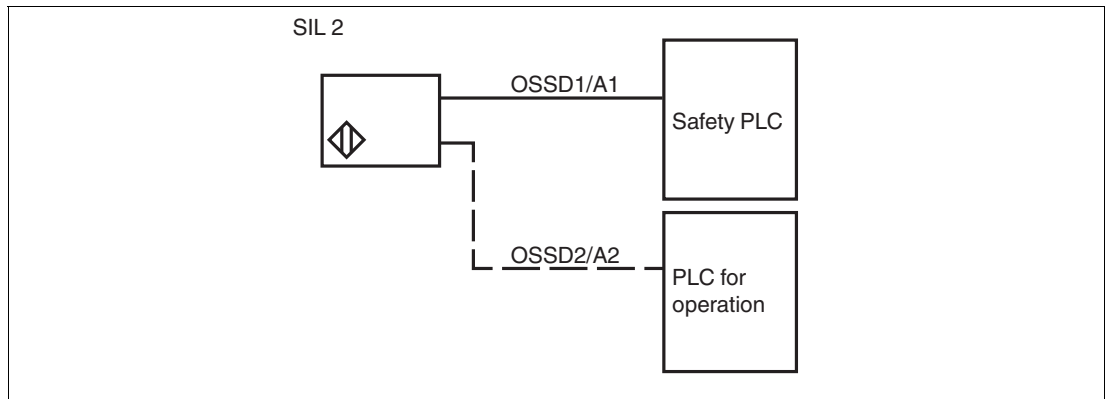 SIL 2
OSSD1/A1
Safety PLC
OSSD2/A2
PLC for
operation